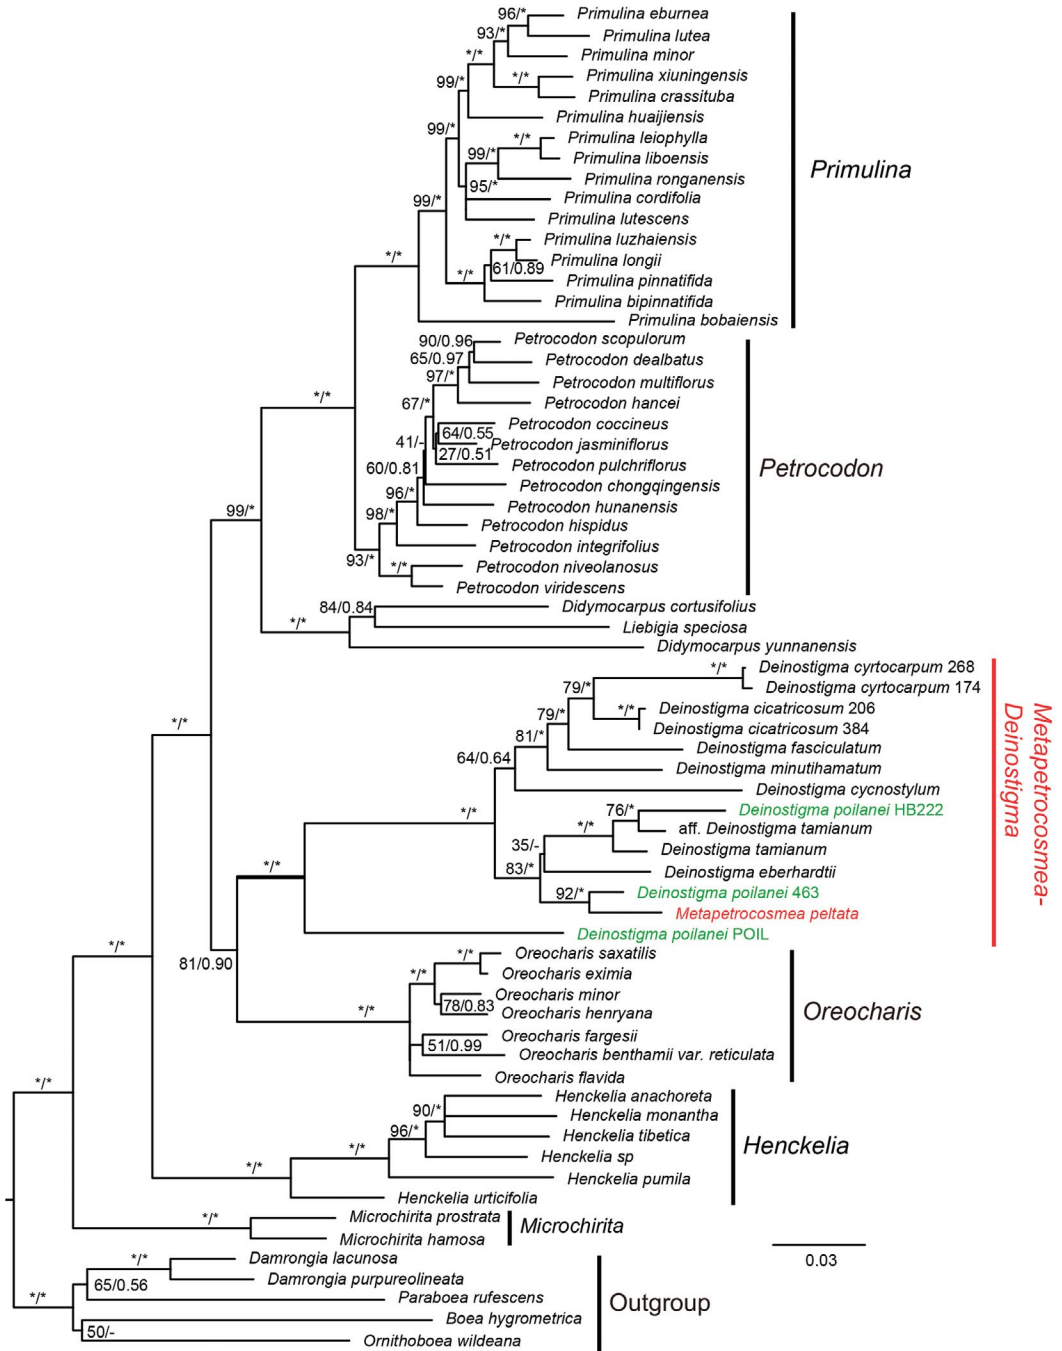 96/*
Primulina eburnea
93/*
Primulina lutea
*/*
Primulina minor
*/*
Primulina xiuningensis
99/*
Primulina crassituba
Primulina huaijiensis
99/*
*/*
Primulina leiophylla
99/*
Primulina liboensis
Primulina ronganensis
95/*
Primulina cordifolia
99/*
Primulina lutescens
*/*
Primulina luzhaiensis
*/*
Primulina longii
61/0.89
*/*
Primulina pinnatifida
Primulina bipinnatifida
Primulina bobaiensis
Primulina
90/0.96
Petrocodon scopulorum
65/0.97
Petrocodon dealbatus
97/*
Petrocodon multiflorus
*/*
67/*
Petrocodon hancei
Petrocodon coccineus
64/0.55
41/-
Petrocodon jasminiflorus
27/0.51
60/0.81
Petrocodon pulchriflorus
Petrocodon chongqingensis
96/*
Petrocodon hunanensis
98/*
Petrocodon hispidus
Petrocodon integrifolius
93/*
*/*
Petrocodon niveolanosus
Petrocodon viridescens
Petrocodon
99/*
84/0.84
Didymocarpus cortusifolius
*/*
Liebigia speciosa
Didymocarpus yunnanensis
*/*
*/*
Deinostigma cyrtocarpum 268
79/*
Deinostigma cyrtocarpum 174
*/*
Deinostigma cicatricosum 206
79/*
Deinostigma cicatricosum 384
81/*
Deinostigma fasciculatum
64/0.64
Deinostigma minutihamatum
Deinostigma cycnostylum
*/*
76/*
Deinostigma poilanei HB222
*/*
aff. Deinostigma tamianum
35/-
Deinostigma tamianum
83/*
Deinostigma eberhardtii
*/*
92/*
Deinostigma poilanei 463
Metapetrocosmea peltata
Deinostigma poilanei POIL
Metapetrocosmea-
Deinostigma
*/*
81/0.90
*/*
Oreocharis saxatilis
*/*
Oreocharis eximia
Oreocharis minor
78/0.83
*/*
Oreocharis henryana
Oreocharis fargesii
51/0.99
Oreocharis benthamii var. reticulata
Oreocharis flavida
Oreocharis
*/*
Henckelia anachoreta
90/*
Henckelia monantha
96/*
Henckelia tibetica
*/*
Henckelia sp
*/*
Henckelia pumila
Henckelia urticifolia
Henckelia
*/*
Microchirita prostrata
Microchirita hamosa
Microchirita
*/*
Damrongia lacunosa
65/0.56
Damrongia purpureolineata
*/*
Paraboea rufescens
Boea hygrometrica
50/-
Ornithoboea wildeana
Outgroup
0.03